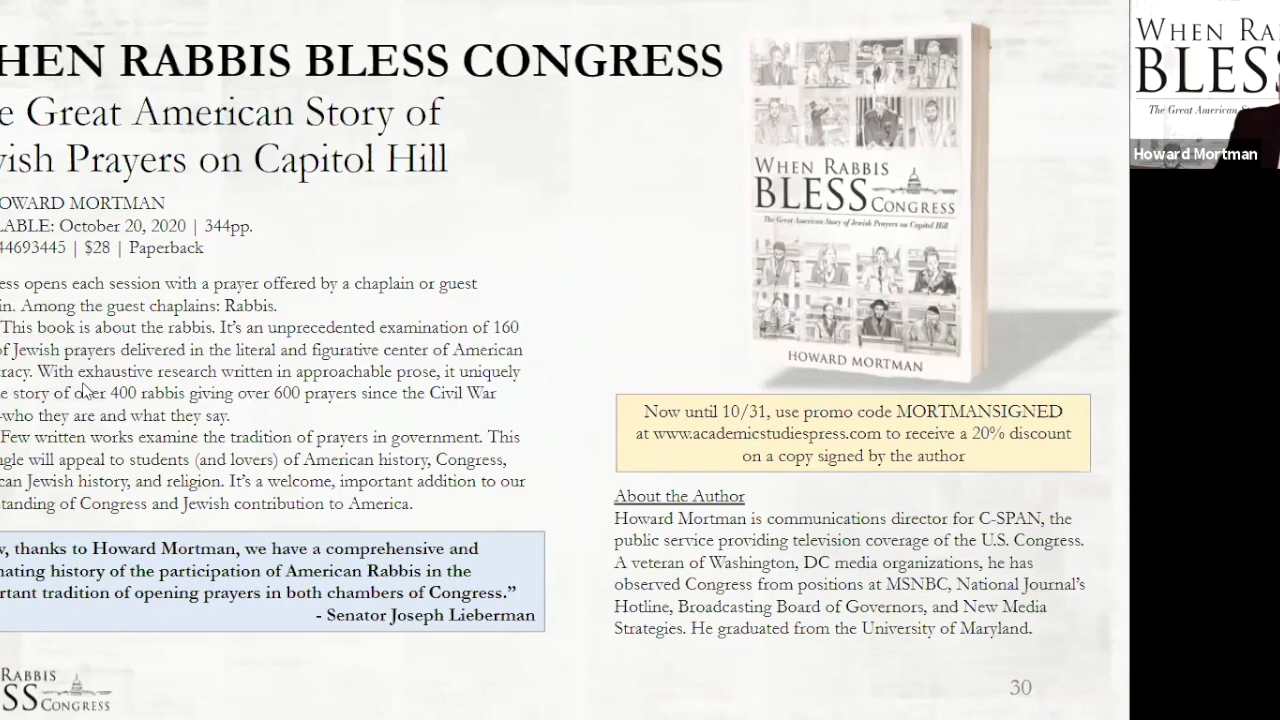 HEN RABBIS BLESS CONGRESS
e Great American Story of
vish Prayers on Capitol Hill
OWARD MORTMAN
LABLE: October 20, 2020 | 344pp.
44693445 | $28 | Paperback
ess opens each session with a prayer offered by a chaplain or guest
in. Among the guest chaplains: Rabbis.
This book is about the rabbis. It's an unprecedented examination of 160
of Jewish prayers delivered in the literal and figurative center of American
racy. With exhaustive research written in approachable prose, it uniquely
e story of over 400 rabbis giving over 600 prayers since the Civil War
—who they are and what they say.
Few written works examine the tradition of prayers in government. This
ngle will appeal to students (and lovers) of American history, Congress,
can Jewish history, and religion. It's a welcome, important addition to our
standing of Congress and Jewish contribution to America.
w, thanks to Howard Mortman, we have a comprehensive and
nating history of the participation of American Rabbis in the
rtant tradition of opening prayers in both chambers of Congress."
- Senator Joseph Lieberman
RABBIS
SS CONGRESS
WHEN RABBIS
BLESS CONGRESS
The Great American Story of Jewish Prayers on Capitol Hill
HOWARD MORTMAN
Now until 10/31, use promo code MORTMANSIGNED
at www.academicstudiespress.com to receive a 20% discount
on a copy signed by the author
About the Author
Howard Mortman is communications director for C-SPAN, the
public service providing television coverage of the U.S. Congress.
A veteran of Washington, DC media organizations, he has
observed Congress from positions at MSNBC, National Journal's
Hotline, Broadcasting Board of Governors, and New Media
Strategies. He graduated from the University of Maryland.
30
WHEN RA
BLESS
The Great American S
Howard Mortman